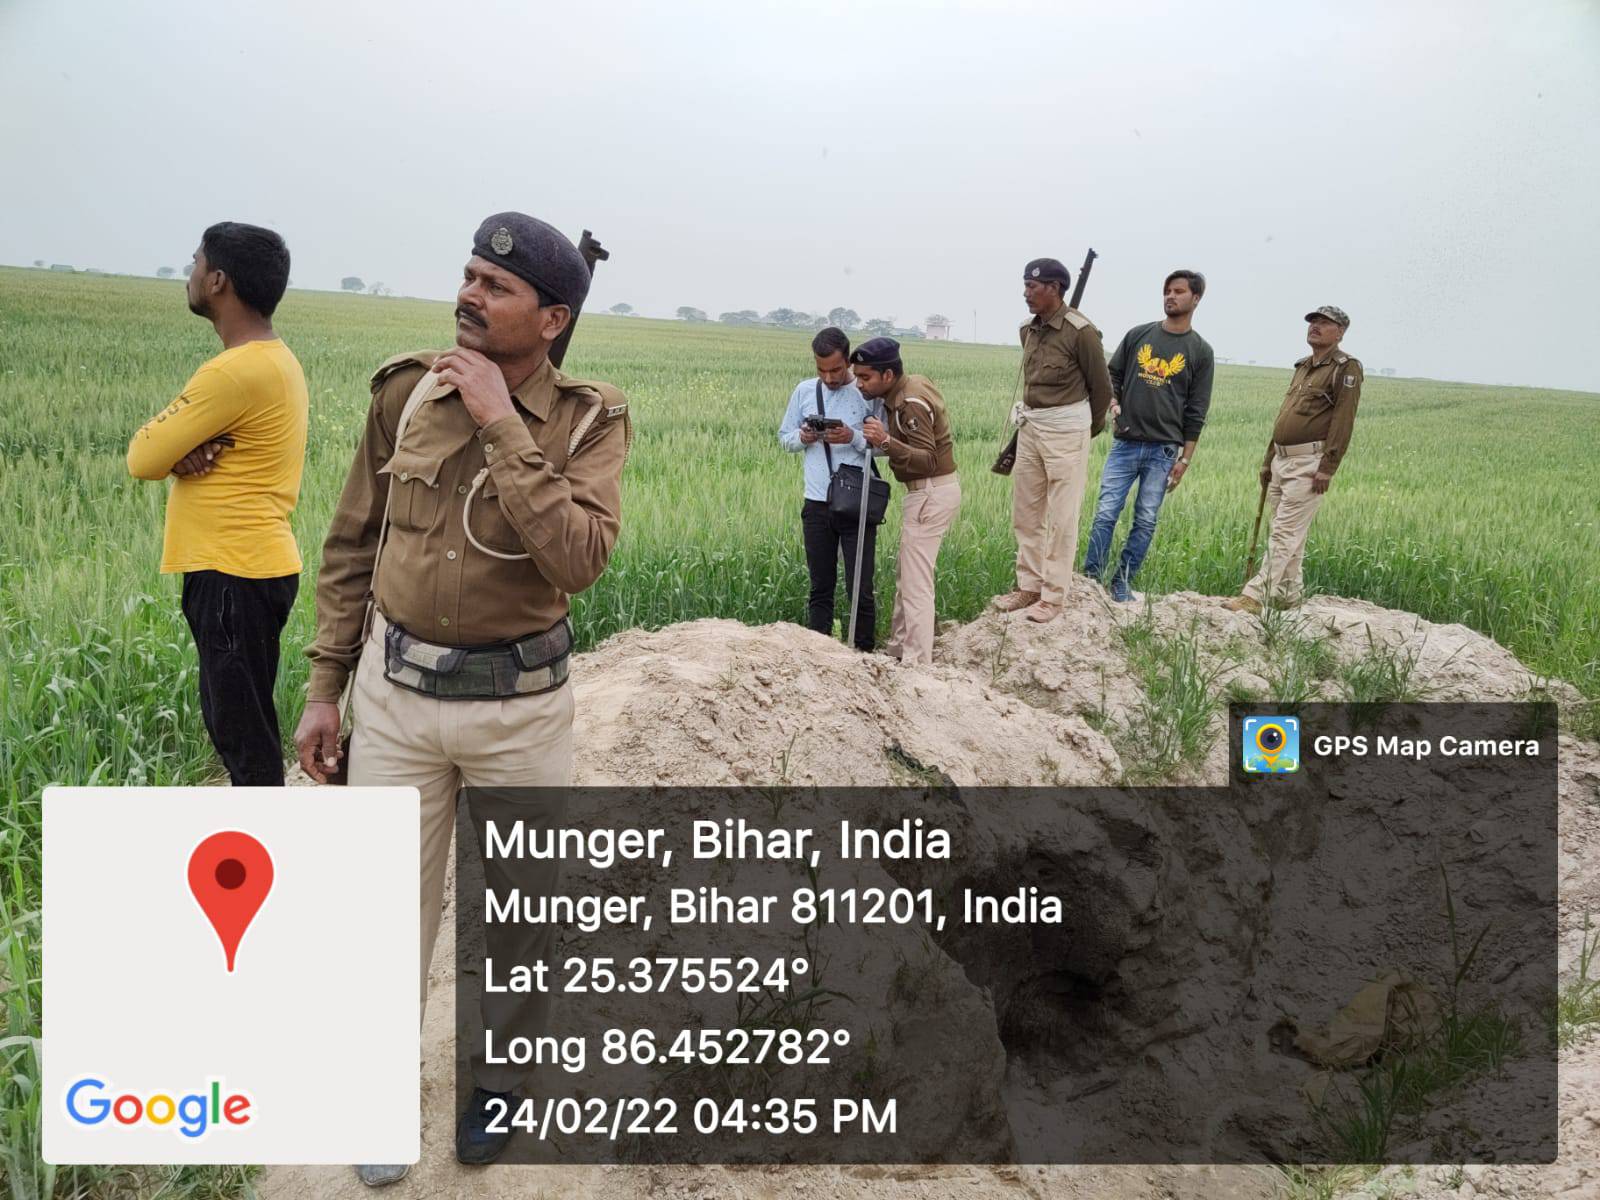 GPS Map Camera
Munger, Bihar, India
Munger, Bihar 811201, India
Lat 25.375524°
Long 86.452782°
24/02/22 04:35 PM
Google